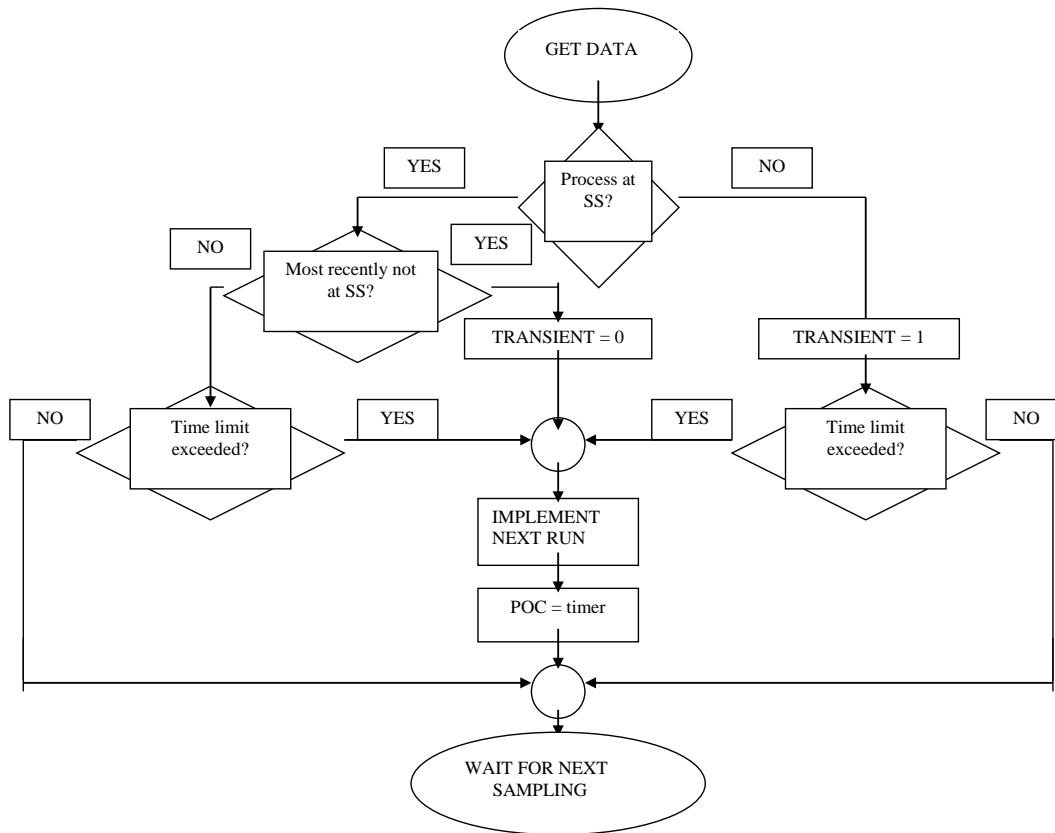 GET DATA
YES
Process at
SS?
NO
NO
YES
Most recently not
at SS?
TRANSIENT = 0
TRANSIENT = 1
NO
Time limit
exceeded?
YES
YES
Time limit
exceeded?
NO
IMPLEMENT
NEXT RUN
POC = timer
WAIT FOR NEXT
SAMPLING